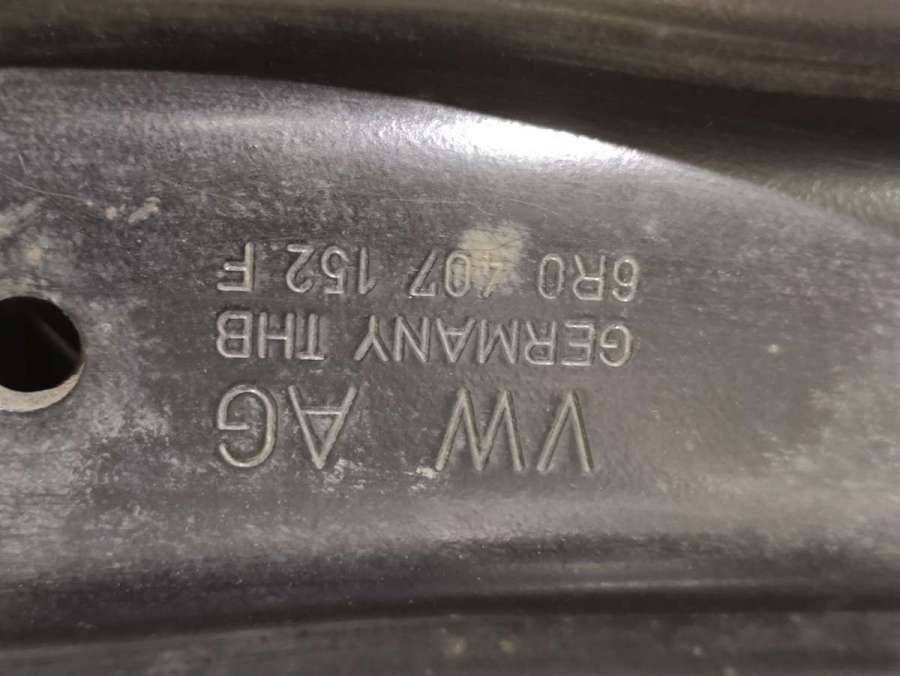 VW AG
GERMANY THB
6R0 407 152 F